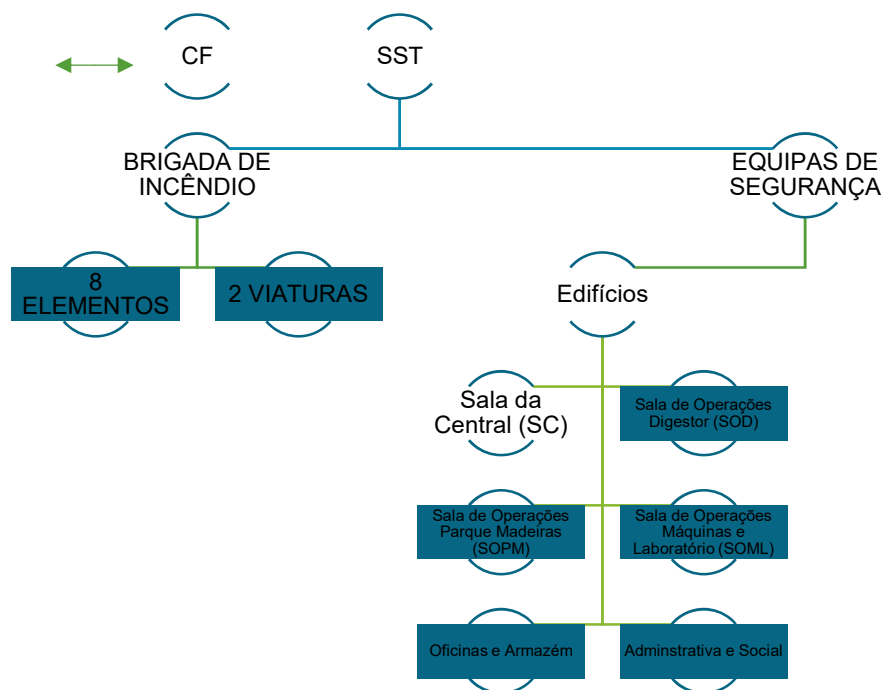 CF
SST
BRIGADA DE
INCÊNDIO
EQUIPAS DE
SEGURANÇA
8
ELEMENTOS
2 VIATURAS
Edifícios
Sala da
Central (SC)
Sala de Operações
Digestor (SOD)
Sala de Operações
Parque Madeiras
(SOPM)
Sala de Operações
Máquinas e
Laboratório (SOML)
Oficinas e Armazém
Adminstrativa e Social